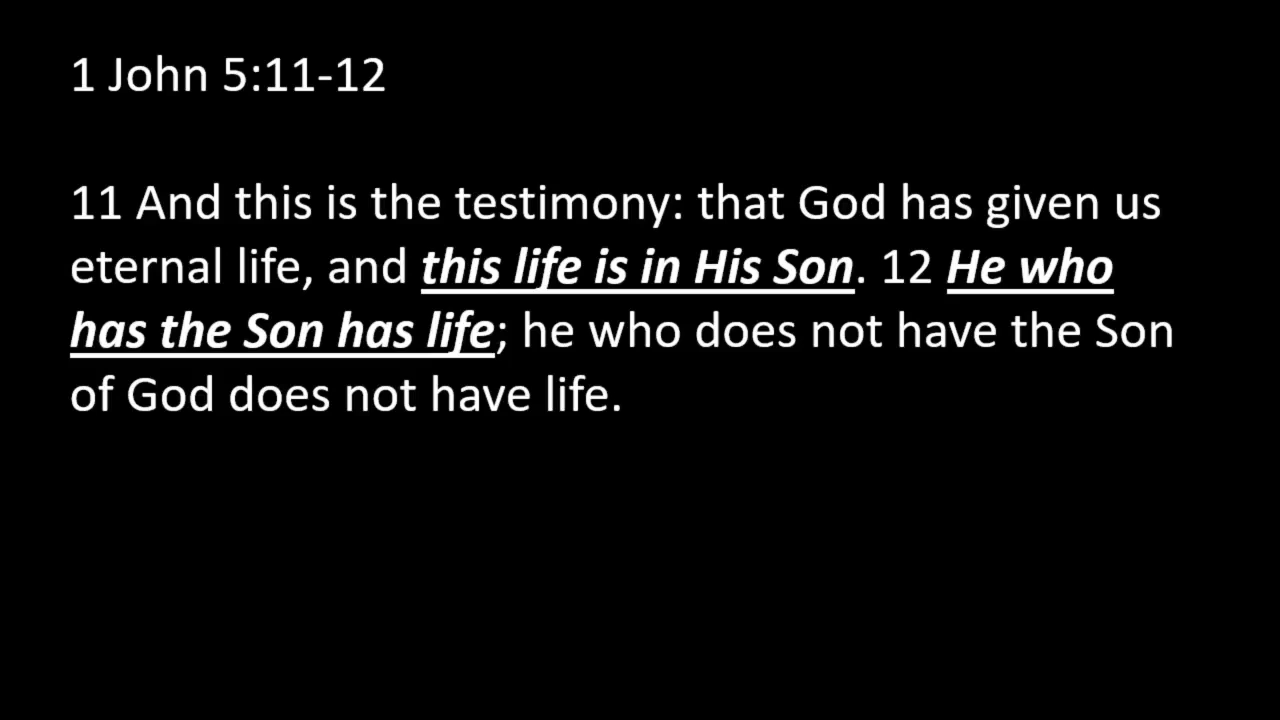 1 John 5:11-12
11 And this is the testimony: that God has given us
eternal life, and this life is in His Son. 12 He who
has the Son has life; he who does not have the Son
of God does not have life.